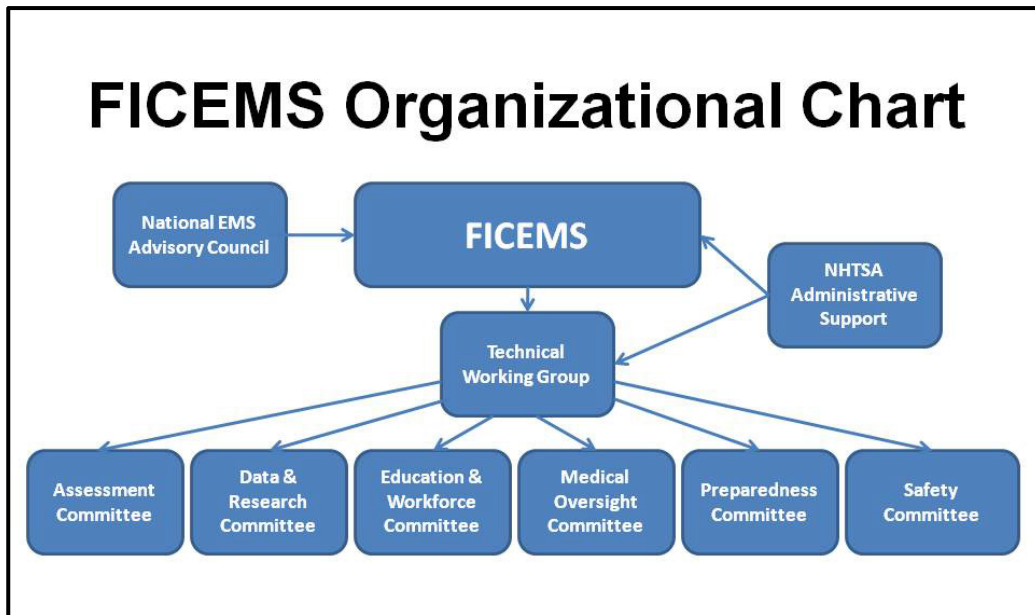 FICEMS Organizational Chart
National EMS
Advisory Council
FICEMS
NHTSA
Administrative
Support
Technical
Working Group
Assessment
Committee
Data &
Research
Committee
Education &
Workforce
Committee
Medical
Oversight
Committee
Preparedness
Committee
Safety
Committee